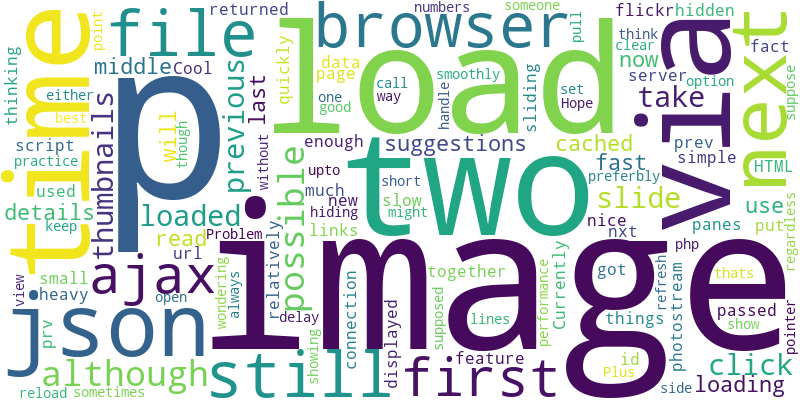 returned
numbers
someone
flickr
hidden
pull
file
browser
load
via
next
time
p
middle
Cool
quickly
data
page
point
thinking
think
clear
now
fact
call
smoothly
set
Hope
option
one
good
way
sliding
server
either
best
though
previous
last
handle
take
suppose
script
will
thumbnails
without
enough
suggestions
cached
prev
simple
practice
used
possible
upto
much
two
short
fast
preferbly
HTML
details
keep
loaded
new
hiding
links
slow
might
slide
use
put
regardless
read
Problem
url
relatively
together
Currently
nice
nxt
panes
php
ajax
image
small
heavy
wondering
always
delay
connection
displayed
supposed
performance
got
things
refresh
photostream
passed
thats
show
view
json
prv
open
showing
lines
feature
id
Plus
click
loading
pointer
although
still
first
reload
sometimes
side